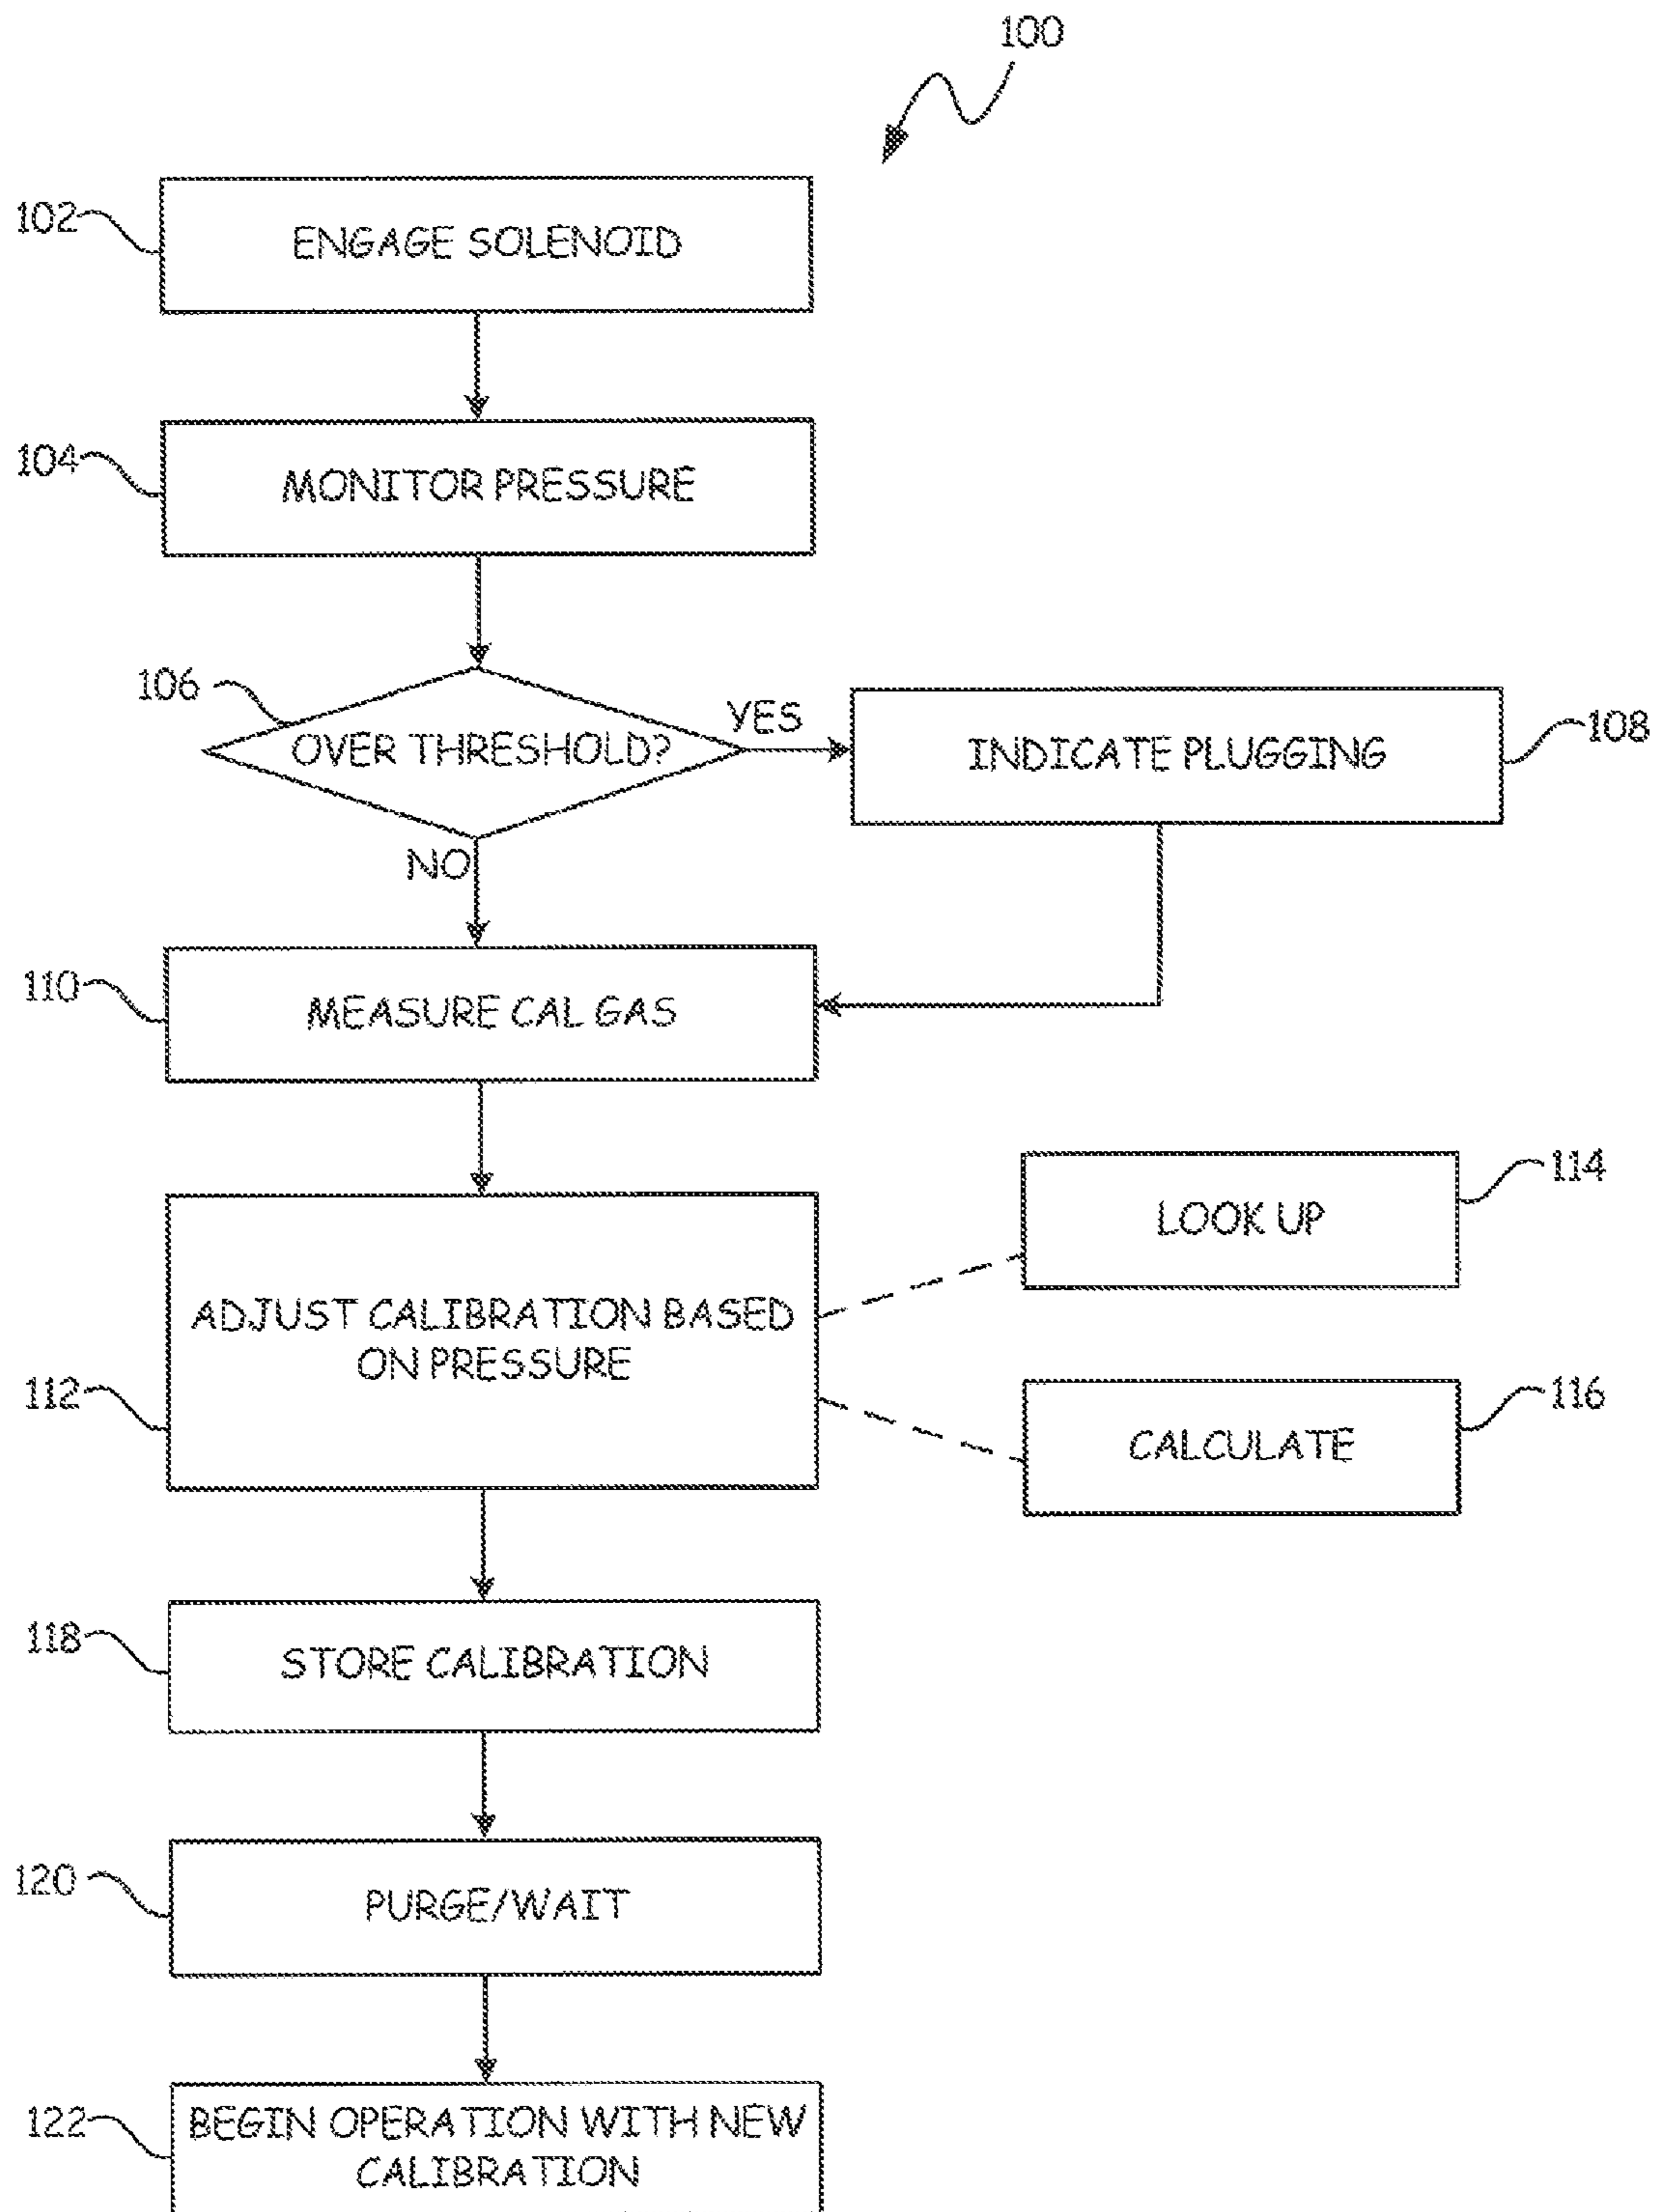 100
102
ENGAGE SOLENOID
104
MONITOR PRESSURE
106
OVER THRESHOLD?
YES
INDICATE PLUGGING
108
NO
110
MEASURE CAL GAS
114
LOOK UP
ADJUST CALIBRATION BASED
ON PRESSURE
112
116
CALCULATE
118
STORE CALIBRATION
120
PURGE/WAIT
122
BEGIN OPERATION WITH NEW
CALIBRATION